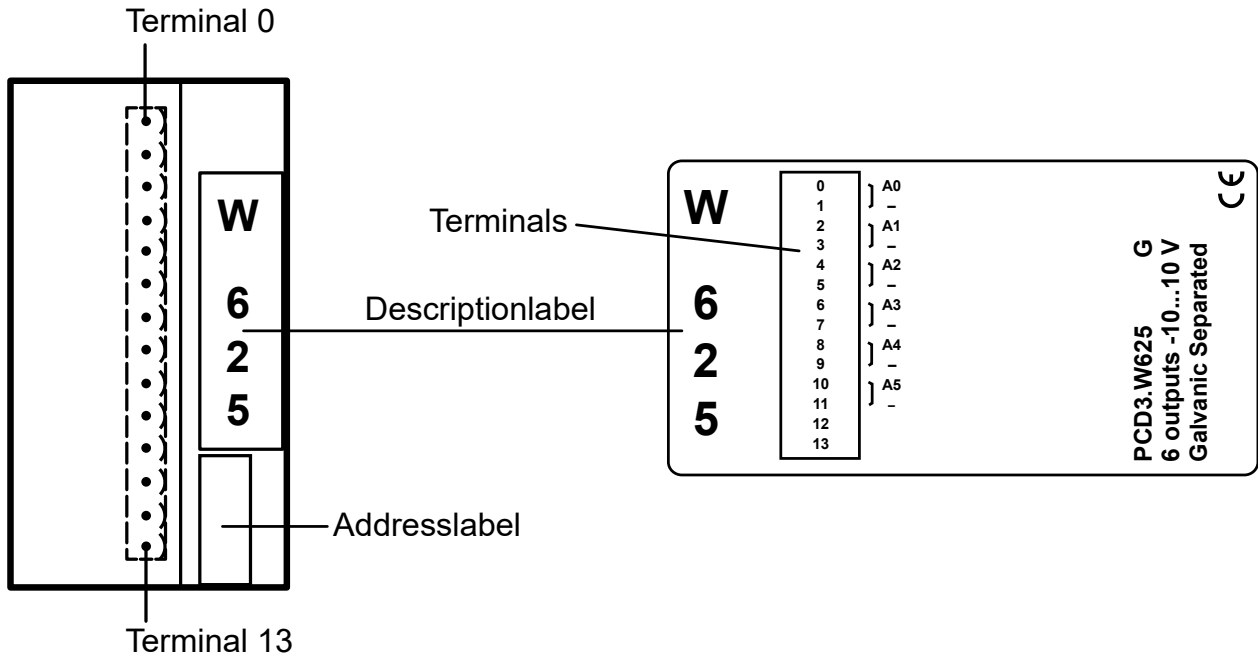 Terminal 0
W
6
2
5
Terminals
Descriptionlabel
Addresslabel
Terminal 13
W
6
2
5
0 A0
1 –
2 A1
3 –
4 A2
5 –
6 A3
7 –
8 A4
9 –
10 A5
11 –
12
13
PCD3.W625 G
6 outputs -10...10 V
Galvanic Separated
CE